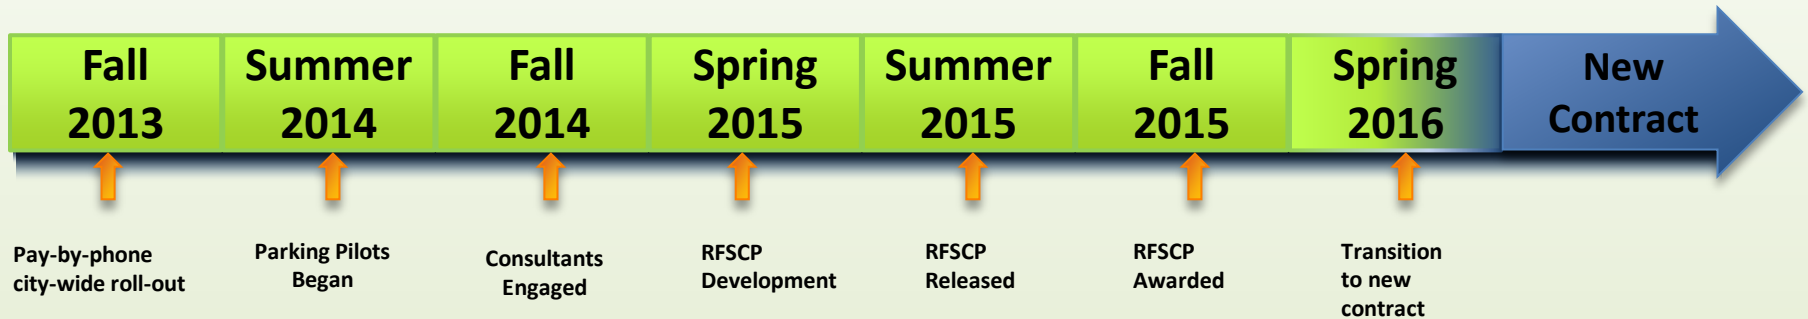 Fall
2013
Summer
2014
Fall
2014
Spring
2015
Summer
2015
Fall
2015
Spring
2016
New
Contract
Pay-by-phone
city-wide roll-out
Parking Pilots
Began
Consultants
Engaged
RFSCP
Development
RFSCP
Released
RFSCP
Awarded
Transition
to new
contract